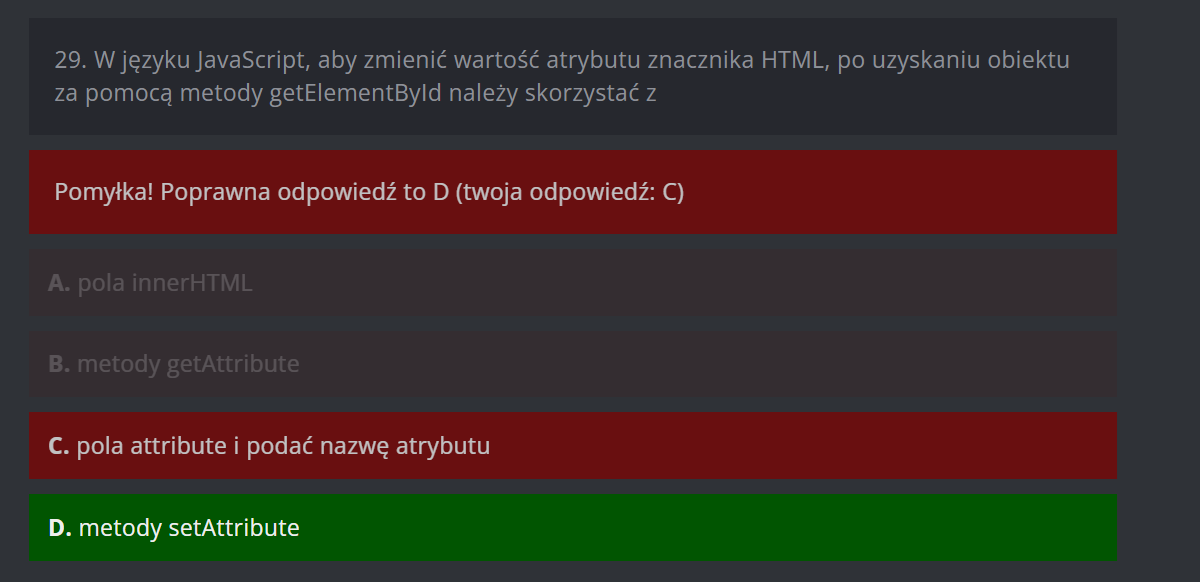 29. W języku JavaScript, aby zmienić wartość atrybutu znacznika HTML, po uzyskaniu obiektu
za pomocą metody getElementById należy skorzystać z
Pomyłka! Poprawna odpowiedź to D (twoja odpowiedź: C)
A. pola innerHTML
B. metody getAttribute
C. pola attribute i podać nazwę atrybutu
D. metody setAttribute